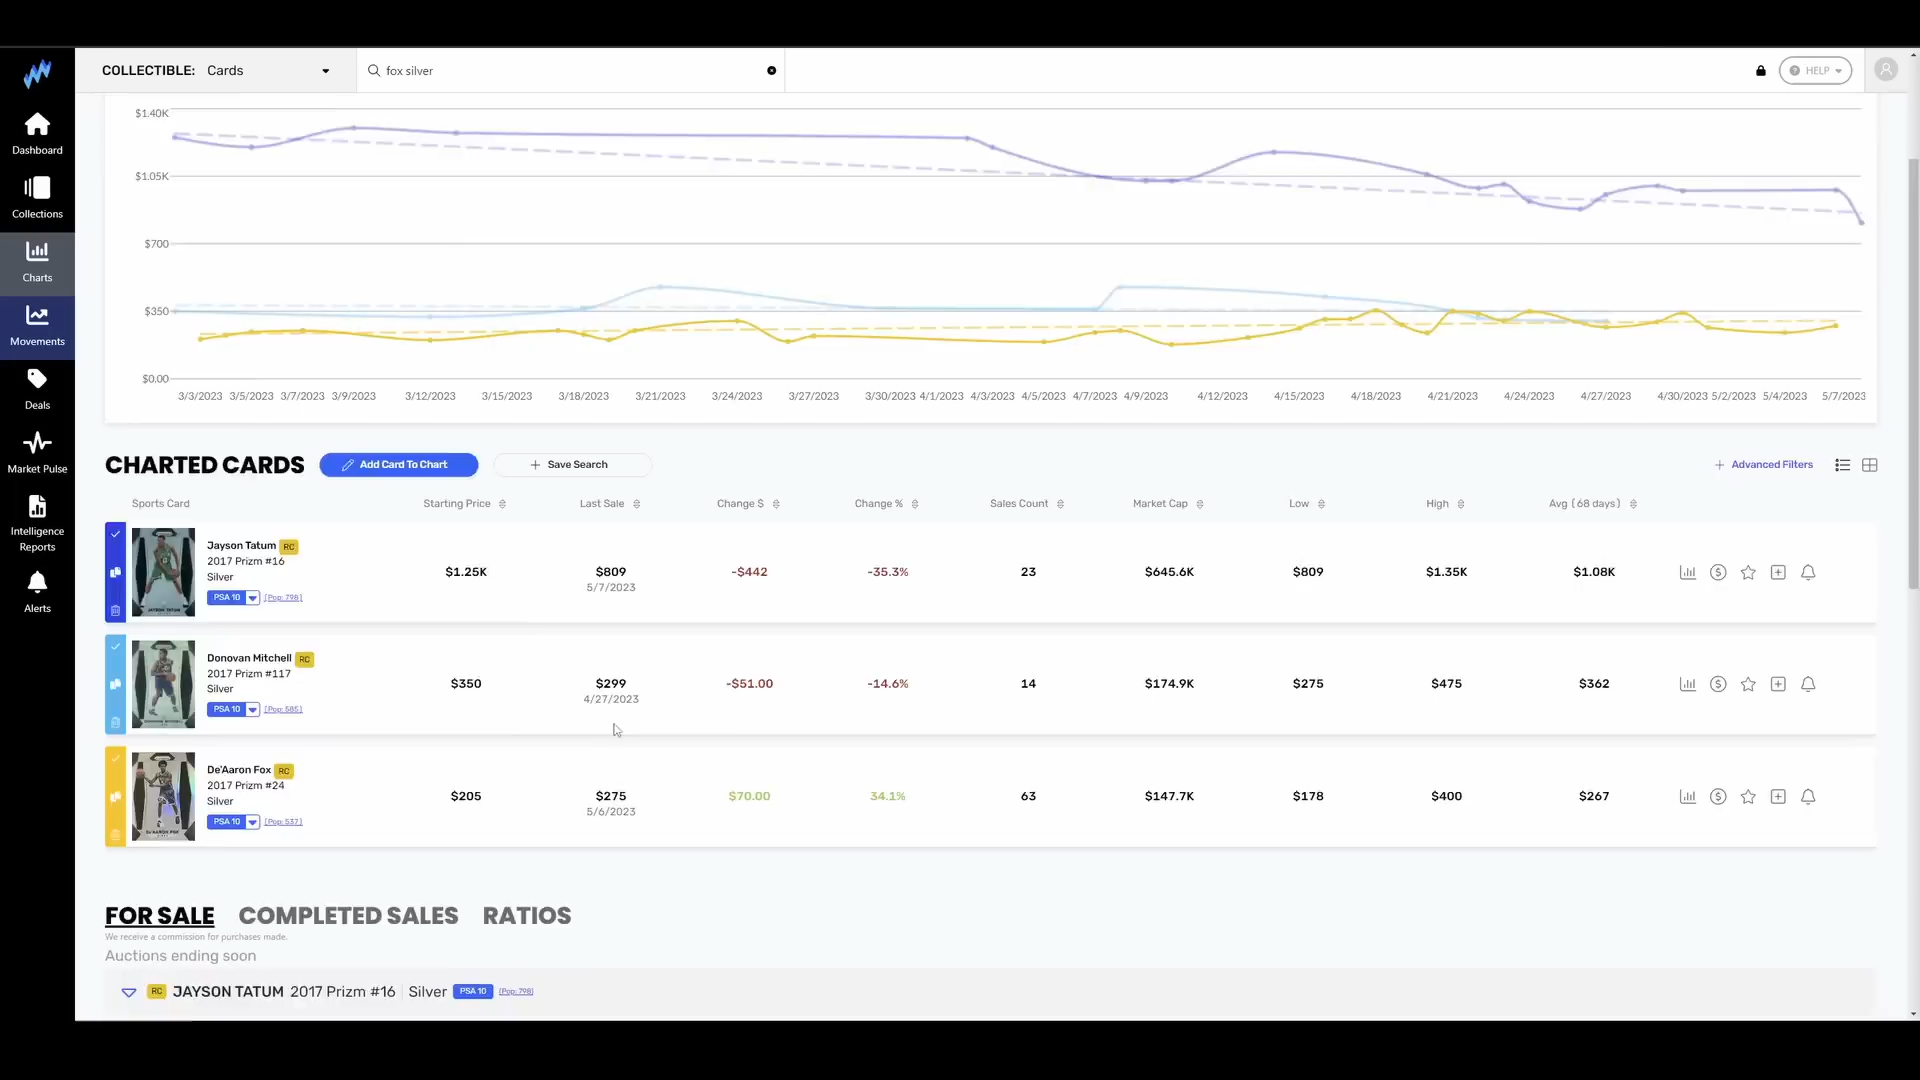 COLLECTIBLE: Cards
fox silver
HELP
Dashboard
Collections
Charts
Movements
Deals
Market Pulse
Intelligence
Reports
Alerts
$1.40K
$1.05K
$700
$350
$0.00
3/3/2023 3/5/2023 3/7/2023 3/9/2023 3/12/2023 3/15/2023 3/18/2023 3/21/2023 3/24/2023 3/27/2023 3/30/2023 4/1/2023 4/3/2023 4/5/2023 4/7/2023 4/9/2023 4/12/2023 4/15/2023 4/18/2023 4/21/2023 4/24/2023 4/27/2023 4/30/2023 5/2/2023 5/4/2023 5/7/2023
CHARTED CARDS Add Card To Chart + Save Search + Advanced Filters
Sports Card Starting Price Last Sale Change $ Change % Sales Count Market Cap Low High Avg (68 days)
Jayson Tatum RC
2017 Prizm #16
Silver
PSA 10 (Pop: 798)
$1.25K $809 -$442 -35.3% 23 $645.6K $809 $1.35K $1.08K
5/7/2023
Donovan Mitchell RC
2017 Prizm #117
Silver
PSA 10 (Pop: 585)
$350 $299 -$51.00 -14.6% 14 $174.9K $275 $475 $362
4/27/2023
De'Aaron Fox RC
2017 Prizm #24
Silver
PSA 10 (Pop: 537)
$205 $275 $70.00 34.1% 63 $147.7K $178 $400 $267
5/6/2023
FOR SALE COMPLETED SALES RATIOS
We receive a commission for purchases made.
Auctions ending soon
RC JAYSON TATUM 2017 Prizm #16 Silver PSA 10 (Pop: 798)